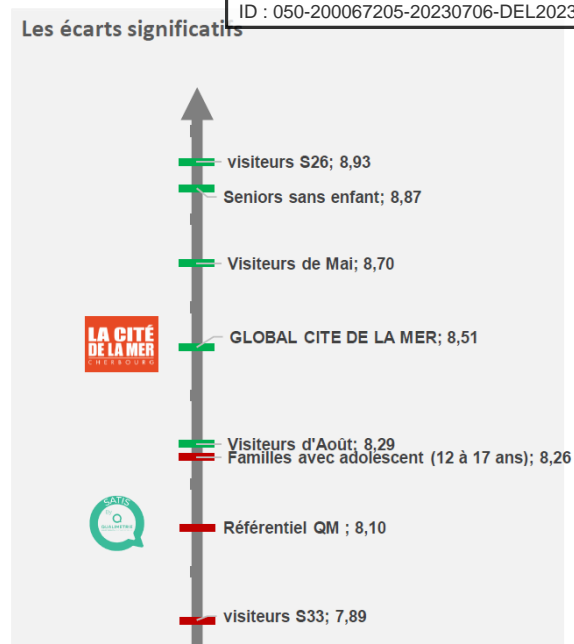 ID : 050-200067205-20230706-DEL2023
Les écarts significatifs
visiteurs S26; 8,93
Seniors sans enfant; 8,87
Visiteurs de Mai; 8,70
LA CITÉ
DE LA MER
CHERBOURG
GLOBAL CITE DE LA MER; 8,51
Visiteurs d'Août; 8,29
Familles avec adolescent (12 à 17 ans); 8,26
SATIS
QUALIMETRIE
Référentiel QM ; 8,10
visiteurs S33; 7,89